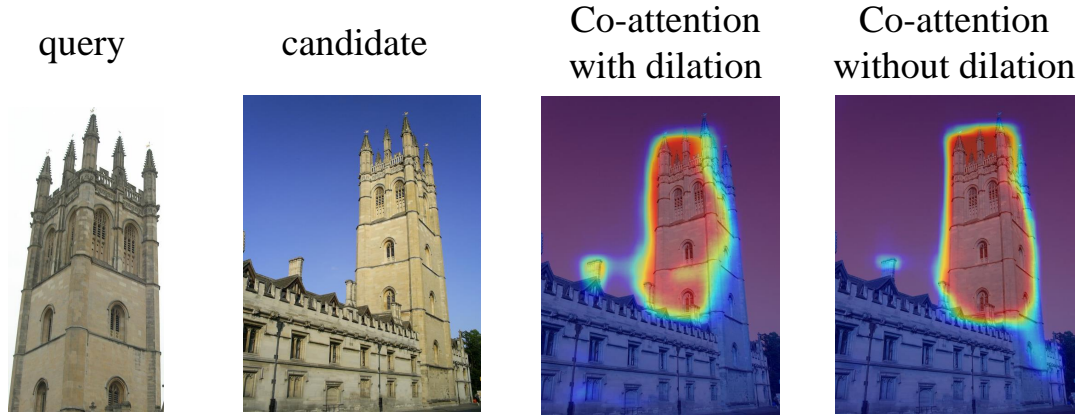 query
candidate
Co-attention
with dilation
Co-attention
without dilation